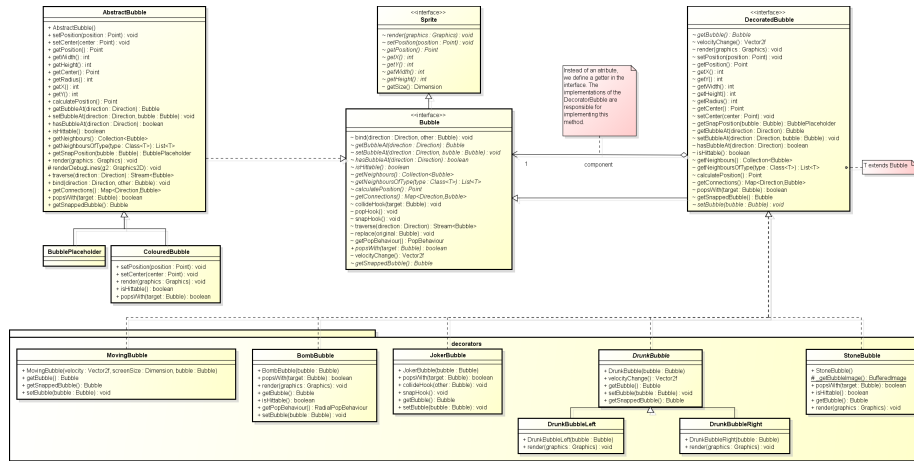 AbstractBubble
+ AbstractBubble()
+ setPosition(position : Point) : void
+ setCenter(center : Point) : void
+ getPosition() : Point
+ getWidth() : int
+ getHeight() : int
+ getCenter() : Point
+ getRadius() : int
+ getX() : int
+ getY() : int
+ calculatePosition() : Point
+ getBubbleAt(direction : Direction) : Bubble
+ setBubbleAt(direction : Direction, bubble : Bubble) : void
+ hasBubbleAt(direction : Direction) : boolean
+ isHittable() : boolean
+ getNeighbours() : Collection<Bubble>
+ getNeighboursOfType(type : Class<T>) : List<T>
+ getSnapPosition(bubble : Bubble) : BubblePlaceholder
+ render(graphics : Graphics) : void
# renderDebugLines(g2 : Graphics2D) : void
+ traverse(direction : Direction) : Stream<Bubble>
+ bind(direction : Direction, other : Bubble) : void
+ getConnections() : Map<Direction,Bubble>
+ popsWith(target : Bubble) : boolean
+ getSnappedBubble() : Bubble
BubblePlaceholder
ColouredBubble
+ setPosition(position : Point) : void
+ setCenter(center : Point) : void
+ render(graphics : Graphics) : void
+ isHittable() : boolean
+ popsWith(target : Bubble) : boolean
<<interface>>
Sprite
~ render(graphics : Graphics) : void
~ setPosition(position : Point) : void
~ getPosition() : Point
~ getX() : int
~ getY() : int
~ getWidth() : int
~ getHeight() : int
~ getSize() : Dimension
<<interface>>
Bubble
~ bind(direction : Direction, other : Bubble) : void
~ getBubbleAt(direction : Direction) : Bubble
~ setBubbleAt(direction : Direction, bubble : Bubble) : void
~ hasBubbleAt(direction : Direction) : boolean
~ isHittable() : boolean
~ getNeighbours() : Collection<Bubble>
~ getNeighboursOfType(type : Class<T>) : List<T>
~ calculatePosition() : Point
~ getConnections() : Map<Direction,Bubble>
~ collideHook(target : Bubble) : void
~ popHook() : void
~ snapHook() : void
~ traverse(direction : Direction) : Stream<Bubble>
~ replace(original : Bubble) : void
~ getPopBehaviour() : PopBehaviour
+ popsWith(target : Bubble) : boolean
~ velocityChange() : Vector2f
~ getSnappedBubble() : Bubble
Instead of an atribute,
we define a getter in the
interface. The
implementations of the
DecoratorBubble are
responsible for
implementing this
method.
1
component
<<interface>>
DecoratedBubble
~ getBubble() : Bubble
~ velocityChange() : Vector2f
~ render(graphics : Graphics) : void
~ setPosition(position : Point) : void
~ getPosition() : Point
~ getX() : int
~ getY() : int
~ getWidth() : int
~ getHeight() : int
~ getRadius() : int
~ getCenter() : Point
~ setCenter(center : Point) : void
~ getSnapPosition(bubble : Bubble) : BubblePlaceholder
~ getBubbleAt(direction : Direction) : Bubble
~ setBubbleAt(direction : Direction, bubble : Bubble) : void
~ hasBubbleAt(direction : Direction) : boolean
~ isHittable() : boolean
~ getNeighbours() : Collection<Bubble>
~ getNeighboursOfType(type : Class<T>) : List<T>
~ calculatePosition() : Point
~ getConnections() : Map<Direction,Bubble>
~ popsWith(target : Bubble) : boolean
~ getSnappedBubble() : Bubble
~ setBubble(bubble : Bubble) : void
T extends Bubble
decorators
MovingBubble
+ MovingBubble(velocity : Vector2f, screenSize : Dimension, bubble : Bubble)
+ getBubble() : Bubble
+ getSnappedBubble() : Bubble
+ setBubble(bubble : Bubble) : void
BombBubble
+ BombBubble(bubble : Bubble)
+ popsWith(target : Bubble) : boolean
+ render(graphics : Graphics) : void
+ getBubble() : Bubble
+ isHittable() : boolean
+ getPopBehaviour() : RadialPopBehaviour
+ setBubble(bubble : Bubble) : void
JokerBubble
+ JokerBubble(bubble : Bubble)
+ popsWith(target : Bubble) : boolean
+ collideHook(other : Bubble) : void
+ snapHook() : void
+ getBubble() : Bubble
+ setBubble(bubble : Bubble) : void
DrunkBubble
+ DrunkBubble(bubble : Bubble)
+ velocityChange() : Vector2f
+ getBubble() : Bubble
+ setBubble(bubble : Bubble) : void
+ getSnappedBubble() : Bubble
DrunkBubbleLeft
+ DrunkBubbleLeft(bubble : Bubble)
+ render(graphics : Graphics) : void
DrunkBubbleRight
+ DrunkBubbleRight(bubble : Bubble)
+ render(graphics : Graphics) : void
StoneBubble
+ StoneBubble()
# _getBubbleImage() : BufferedImage
+ popsWith(target : Bubble) : boolean
+ isHittable() : boolean
+ getBubble() : Bubble
+ setBubble(bubble : Bubble) : void
+ render(graphics : Graphics) : void